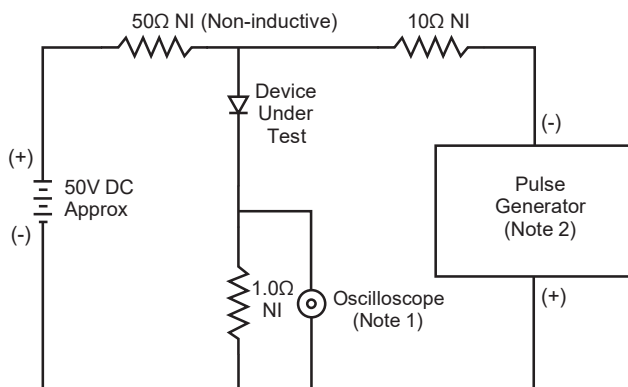 50Ω NI (Non-inductive)
10Ω NI
Device
Under
Test
(-)
(+)
50V DC
Approx
(-)
Pulse
Generator
(Note 2)
1.0Ω
NI
Oscilloscope
(Note 1)
(+)